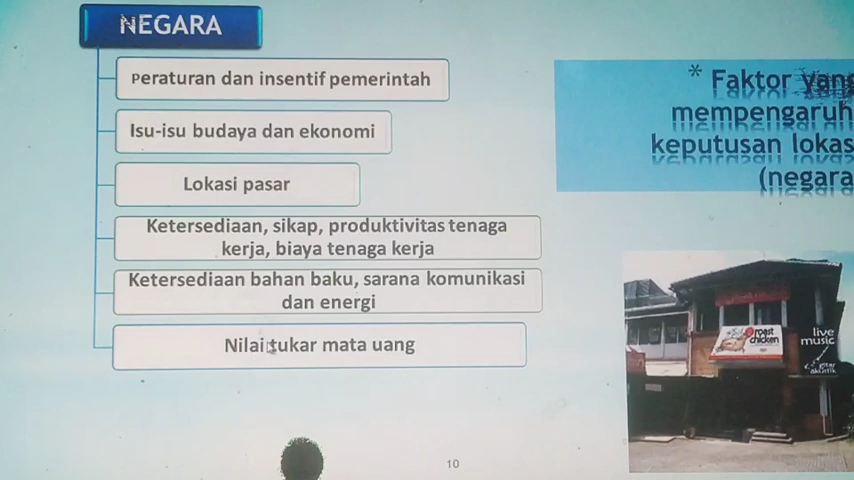 NEGARA
Peraturan dan insentif pemerintah
Isu-isu budaya dan ekonomi
Lokasi pasar
Ketersediaan, sikap, produktivitas tenaga
kerja, biaya tenaga kerja
Ketersediaan bahan baku, sarana komunikasi
dan energi
Nilai tukar mata uang
* Faktor yang
mempengaruh
keputusan lokas
(negara
roast
chicken
live
music
10